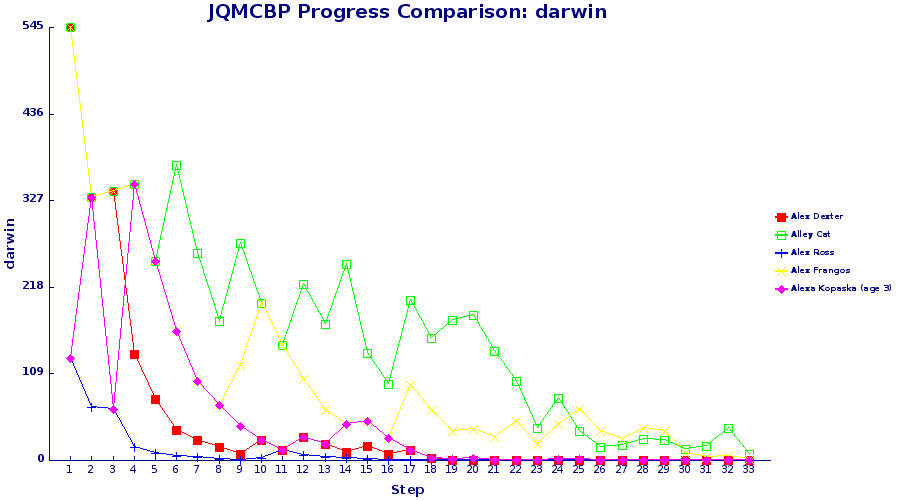 JQMCBP Progress Comparison: darwin
545
436
327
218
109
0
darwin
1 2 3 4 5 6 7 8 9 10 11 12 13 14 15 16 17 18 19 20 21 22 23 24 25 26 27 28 29 30 31 32 33
Step
Alex Dexter
Alley Cat
Alex Ross
Alex Frangos
Alexa Kopaska (age 3)